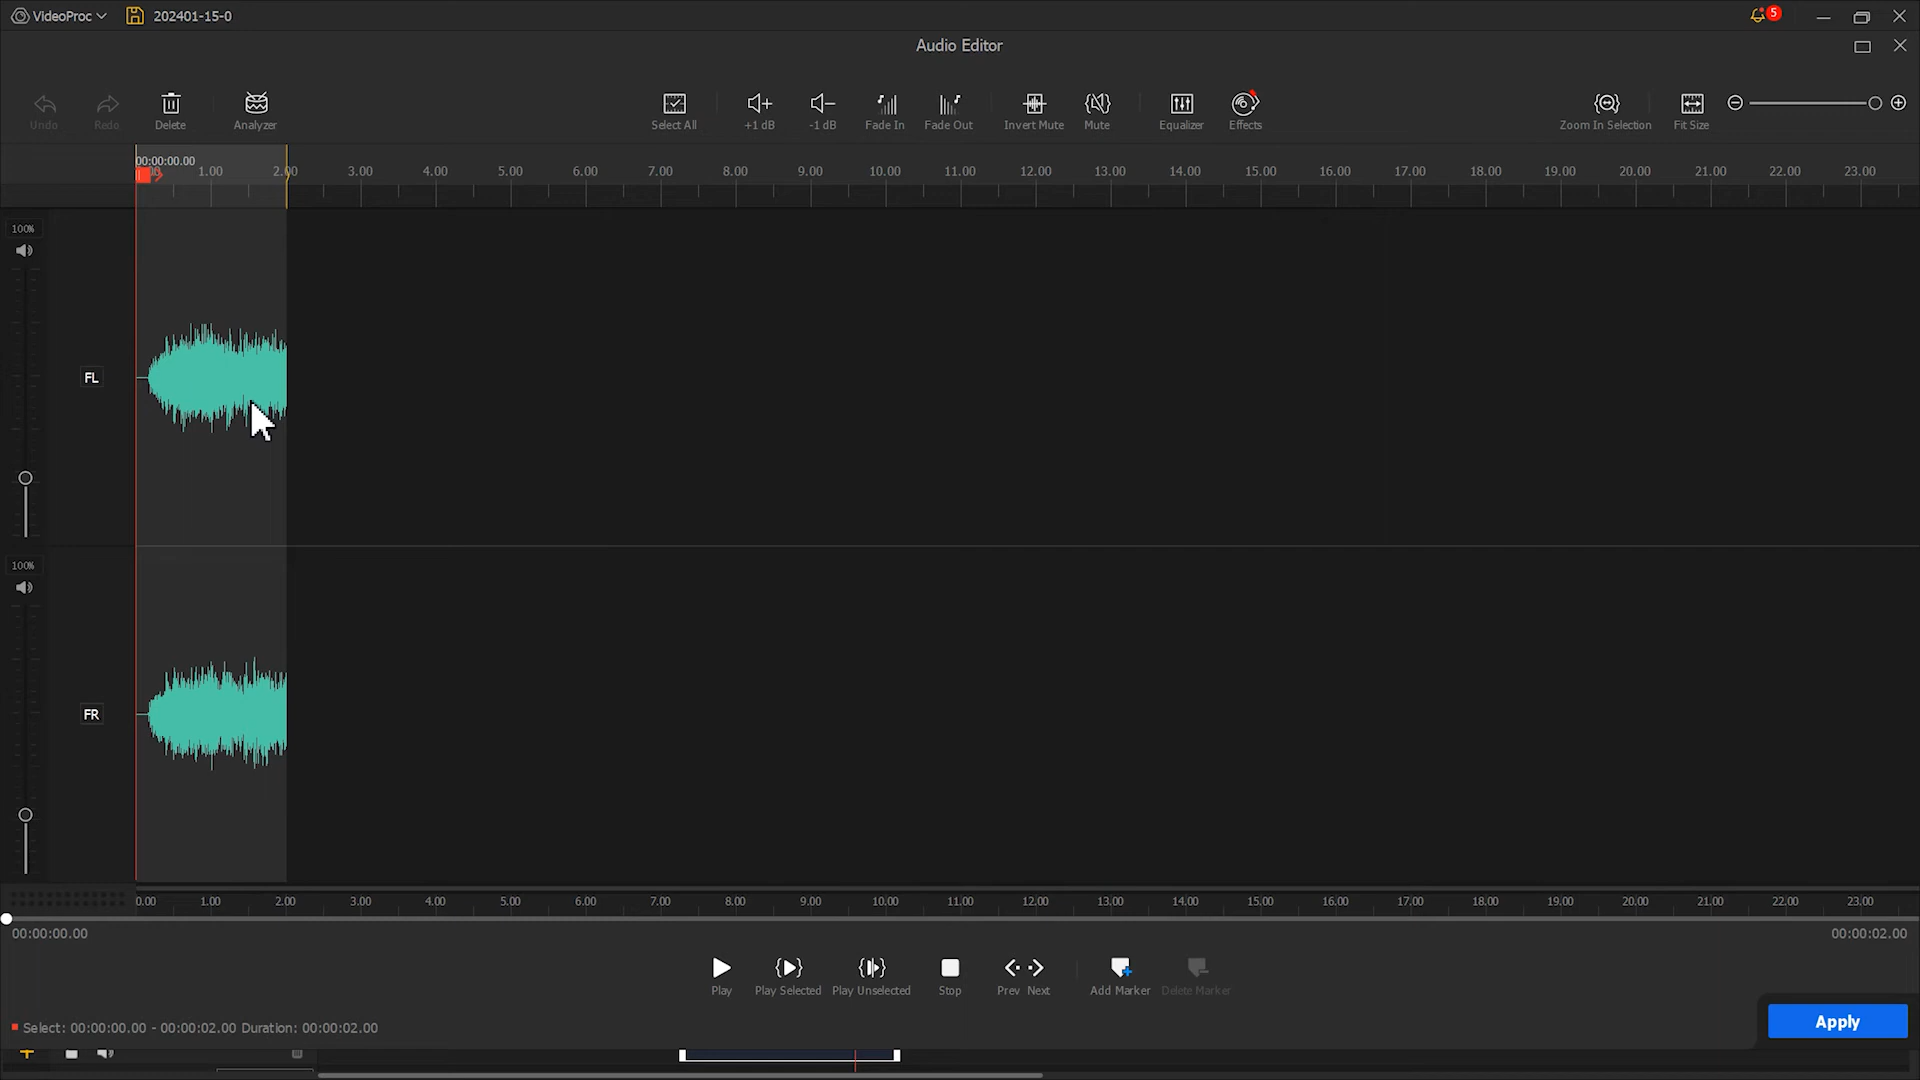 VideoProc 202401-15-0 5
Audio Editor
Undo Redo Delete Analyzer Select All +1 dB -1 dB Fade In Fade Out Invert Mute Mute Equalizer Effects Zoom In Selection Fit Size
00:00:00.00
1.00 2.00 3.00 4.00 5.00 6.00 7.00 8.00 9.00 10.00 11.00 12.00 13.00 14.00 15.00 16.00 17.00 18.00 19.00 20.00 21.00 22.00 23.00
100%
FL
100%
FR
0.00 1.00 2.00 3.00 4.00 5.00 6.00 7.00 8.00 9.00 10.00 11.00 12.00 13.00 14.00 15.00 16.00 17.00 18.00 19.00 20.00 21.00 22.00 23.00
00:00:00.00 00:00:02.00
Play Play Selected Play Unselected Stop Prev Next Add Marker Delete Marker
Select: 00:00:00.00 - 00:00:02.00 Duration: 00:00:02.00
Apply